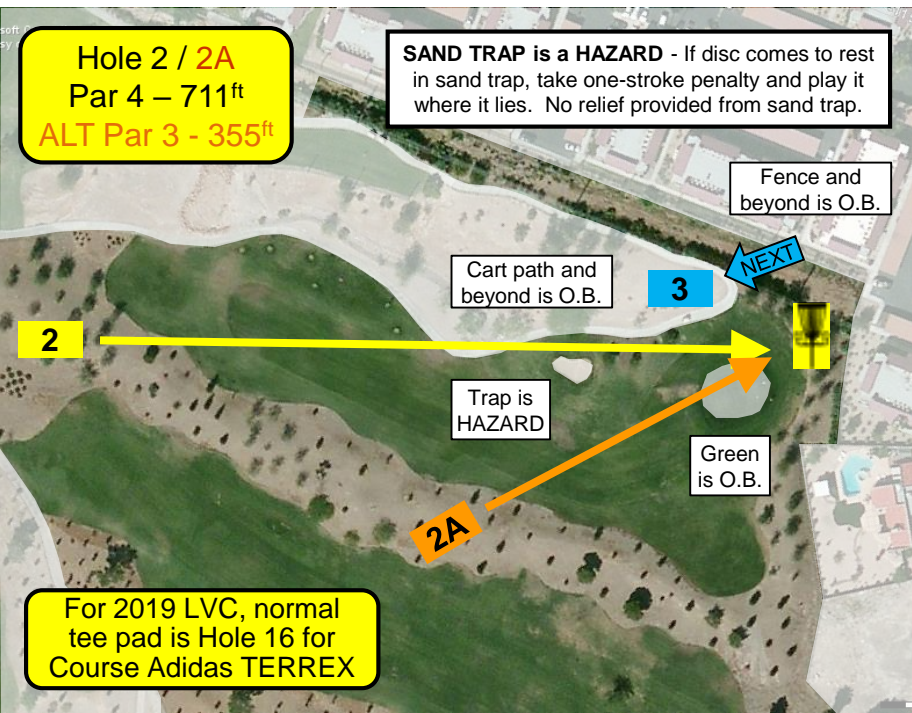 Hole 2 / 2A
Par 4 – 711ft
ALT Par 3 - 355ft
SAND TRAP is a HAZARD - If disc comes to rest
in sand trap, take one-stroke penalty and play it
where it lies. No relief provided from sand trap.
Fence and
beyond is O.B.
NEXT
Cart path and
beyond is O.B.
3
2
Trap is
HAZARD
Green
is O.B.
2A
For 2019 LVC, normal
tee pad is Hole 16 for
Course Adidas TERREX